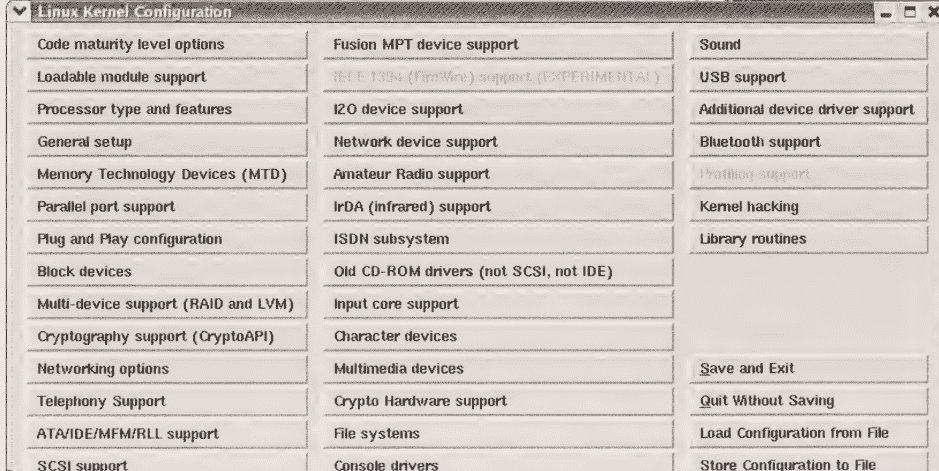 Linux Kernel Configuration
Code maturity level options
Loadable module support
Processor type and features
General setup
Memory Technology Devices (MTD)
Parallel port support
Plug and Play configuration
Block devices
Multi-device support (RAID and LVM)
Cryptography support (CryptoAPI)
Networking options
Telephony Support
ATA/IDE/MFM/RLL support
SCSI support
Fusion MPT device support
IEEE 1394 (FireWire) support (EXPERIMENTAL)
I2O device support
Network device support
Amateur Radio support
IrDA (infrared) support
ISDN subsystem
Old CD-ROM drivers (not SCSI, not IDE)
Input core support
Character devices
Multimedia devices
Crypto Hardware support
File systems
Console drivers
Sound
USB support
Additional device driver support
Bluetooth support
Profiling support
Kernel hacking
Library routines
Save and Exit
Quit Without Saving
Load Configuration from File
Store Configuration to File